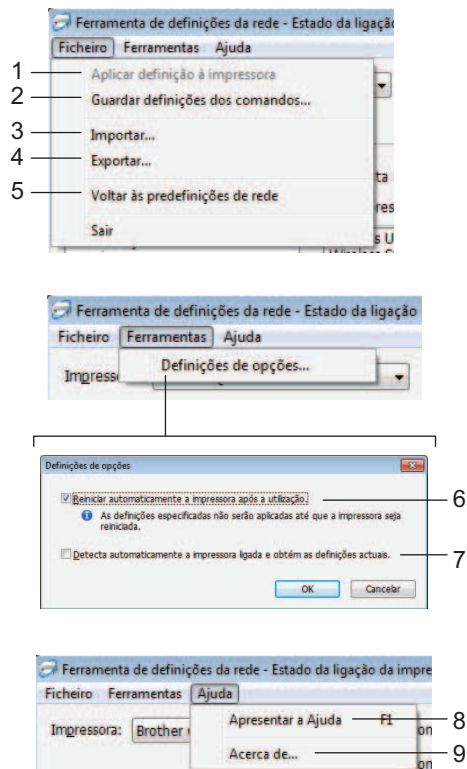 Ferramenta de definições da rede - Estado da ligação
Ficheiro Ferramentas Ajuda
1 Aplicar definição à impressora
2 Guardar definições dos comandos...
3 Importar...
4 Exportar...
5 Voltar às predefinições de rede
Sair
Ferramenta de definições da rede - Estado da ligação
Ficheiro Ferramentas Ajuda
Definições de opções...
Definições de opções
Reiniciar automaticamente a impressora após a utilização. 6
As definições especificadas não serão aplicadas até que a impressora seja
reiniciada.
Detecta automaticamente a impressora ligada e obtém as definições actuais. 7
OK Cancelar
Ferramenta de definições da rede - Estado da ligação da impre
Ficheiro Ferramentas Ajuda
Impressora: Brother
Apresentar a Ajuda F1 8
Acerca de... 9